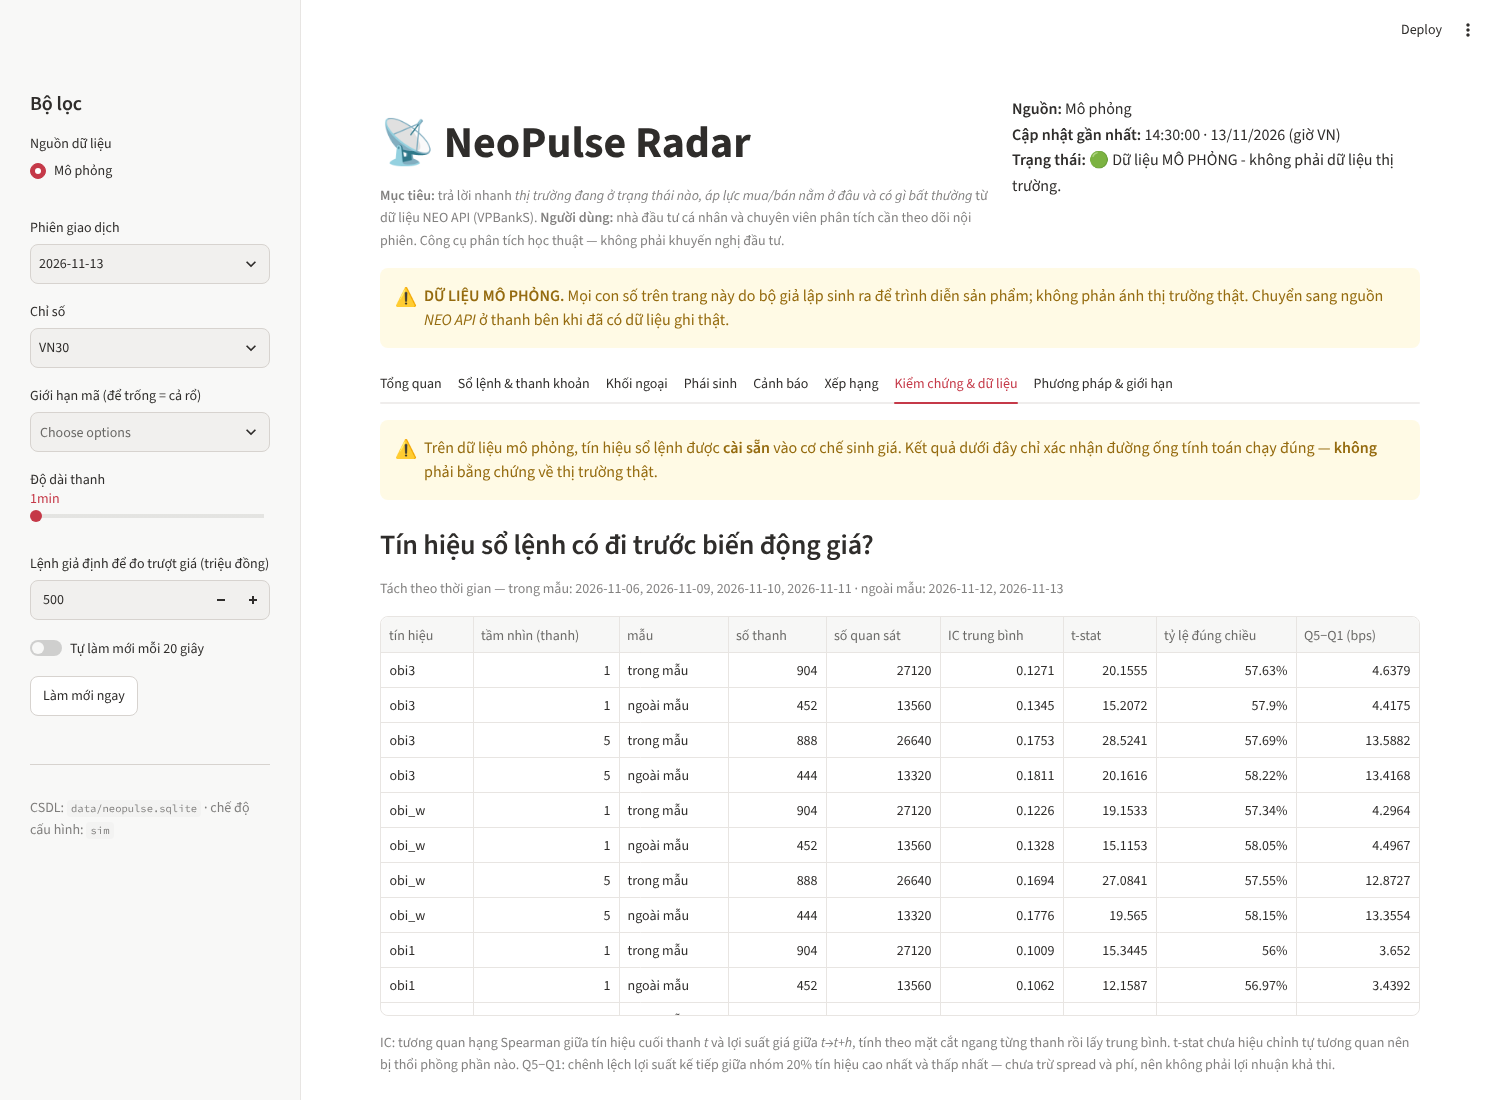 Deploy
Bộ lọc
Nguồn dữ liệu
Mô phỏng
Phiên giao dịch
2026-11-13
Chỉ số
VN30
Giới hạn mã (để trống = cả rổ)
Choose options
Độ dài thanh
1min
Lệnh giả định để đo trượt giá (triệu đồng)
500
Tự làm mới mỗi 20 giây
Làm mới ngay
CSDL: data/neopulse.sqlite · chế độ
cấu hình: sim
NeoPulse Radar
Mục tiêu: trả lời nhanh thị trường đang ở trạng thái nào, áp lực mua/bán nằm ở đâu và có gì bất thường từ
dữ liệu NEO API (VPBankS). Người dùng: nhà đầu tư cá nhân và chuyên viên phân tích cần theo dõi nội
phiên. Công cụ phân tích học thuật — không phải khuyến nghị đầu tư.
Nguồn: Mô phỏng
Cập nhật gần nhất: 14:30:00 · 13/11/2026 (giờ VN)
Trạng thái: 🟢 Dữ liệu MÔ PHỎNG - không phải dữ liệu thị
trường.
DỮ LIỆU MÔ PHỎNG. Mọi con số trên trang này do bộ giả lập sinh ra để trình diễn sản phẩm; không phản ánh thị trường thật. Chuyển sang nguồn
NEO API ở thanh bên khi đã có dữ liệu ghi thật.
Tổng quan Sổ lệnh & thanh khoản Khối ngoại Phái sinh Cảnh báo Xếp hạng Kiểm chứng & dữ liệu Phương pháp & giới hạn
Trên dữ liệu mô phỏng, tín hiệu sổ lệnh được cài sẵn vào cơ chế sinh giá. Kết quả dưới đây chỉ xác nhận đường ống tính toán chạy đúng — không
phải bằng chứng về thị trường thật.
Tín hiệu sổ lệnh có đi trước biến động giá?
Tách theo thời gian — trong mẫu: 2026-11-06, 2026-11-09, 2026-11-10, 2026-11-11 · ngoài mẫu: 2026-11-12, 2026-11-13
tín hiệu tầm nhìn (thanh) mẫu số thanh số quan sát IC trung bình t-stat tỷ lệ đúng chiều Q5−Q1 (bps)
obi3 1 trong mẫu 904 27120 0.1271 20.1555 57.63% 4.6379
obi3 1 ngoài mẫu 452 13560 0.1345 15.2072 57.9% 4.4175
obi3 5 trong mẫu 888 26640 0.1753 28.5241 57.69% 13.5882
obi3 5 ngoài mẫu 444 13320 0.1811 20.1616 58.22% 13.4168
obi_w 1 trong mẫu 904 27120 0.1226 19.1533 57.34% 4.2964
obi_w 1 ngoài mẫu 452 13560 0.1328 15.1153 58.05% 4.4967
obi_w 5 trong mẫu 888 26640 0.1694 27.0841 57.55% 12.8727
obi_w 5 ngoài mẫu 444 13320 0.1776 19.565 58.15% 13.3554
obi1 1 trong mẫu 904 27120 0.1009 15.3445 56% 3.652
obi1 1 ngoài mẫu 452 13560 0.1062 12.1587 56.97% 3.4392
IC: tương quan hạng Spearman giữa tín hiệu cuối thanh t và lợi suất giá giữa t→t+h, tính theo mặt cắt ngang từng thanh rồi lấy trung bình. t-stat chưa hiệu chỉnh tự tương quan nên
bị thổi phồng phần nào. Q5−Q1: chênh lệch lợi suất kế tiếp giữa nhóm 20% tín hiệu cao nhất và thấp nhất — chưa trừ spread và phí, nên không phải lợi nhuận khả thi.